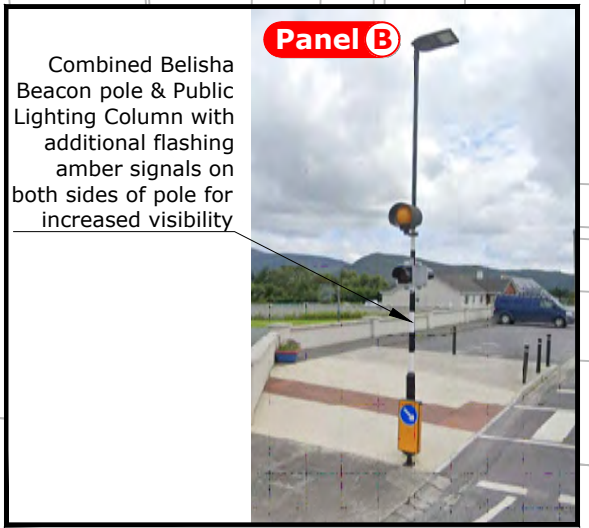 Panel B
Combined Belisha
Beacon pole & Public
Lighting Column with
additional flashing
amber signals on
both sides of pole for
increased visibility